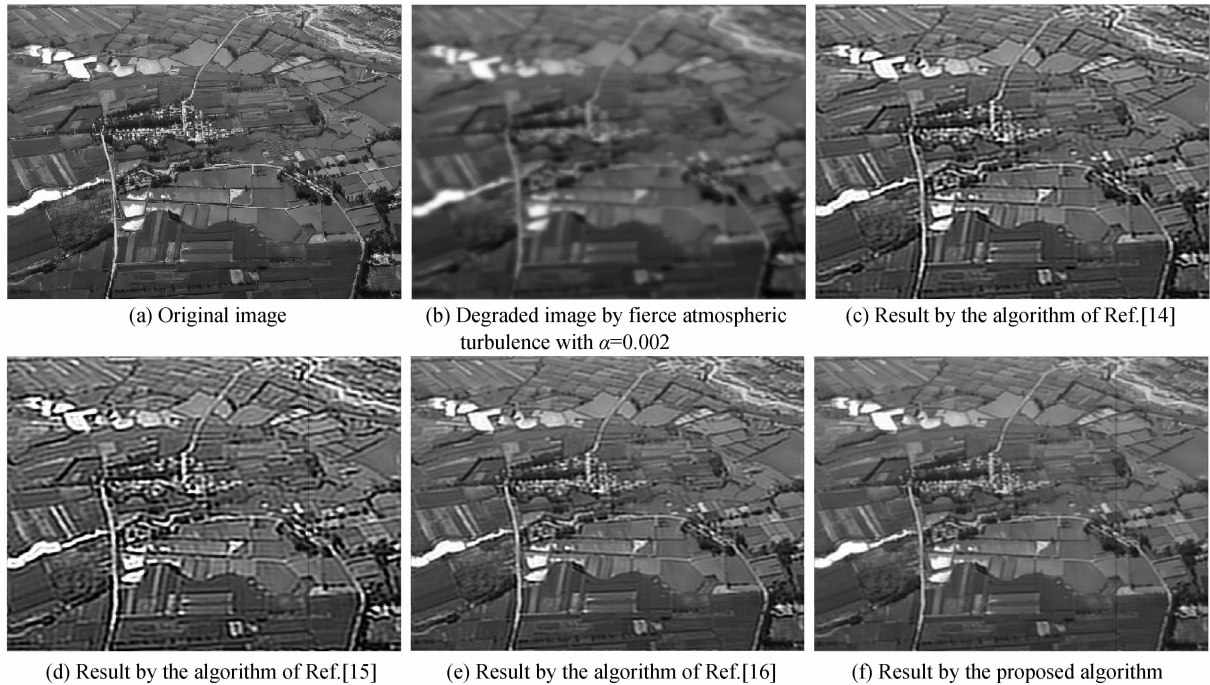 (a) Original image
(b) Degraded image by fierce atmospheric
turbulence with α=0.002
(c) Result by the algorithm of Ref.[14]
(d) Result by the algorithm of Ref.[15]
(e) Result by the algorithm of Ref.[16]
(f) Result by the proposed algorithm